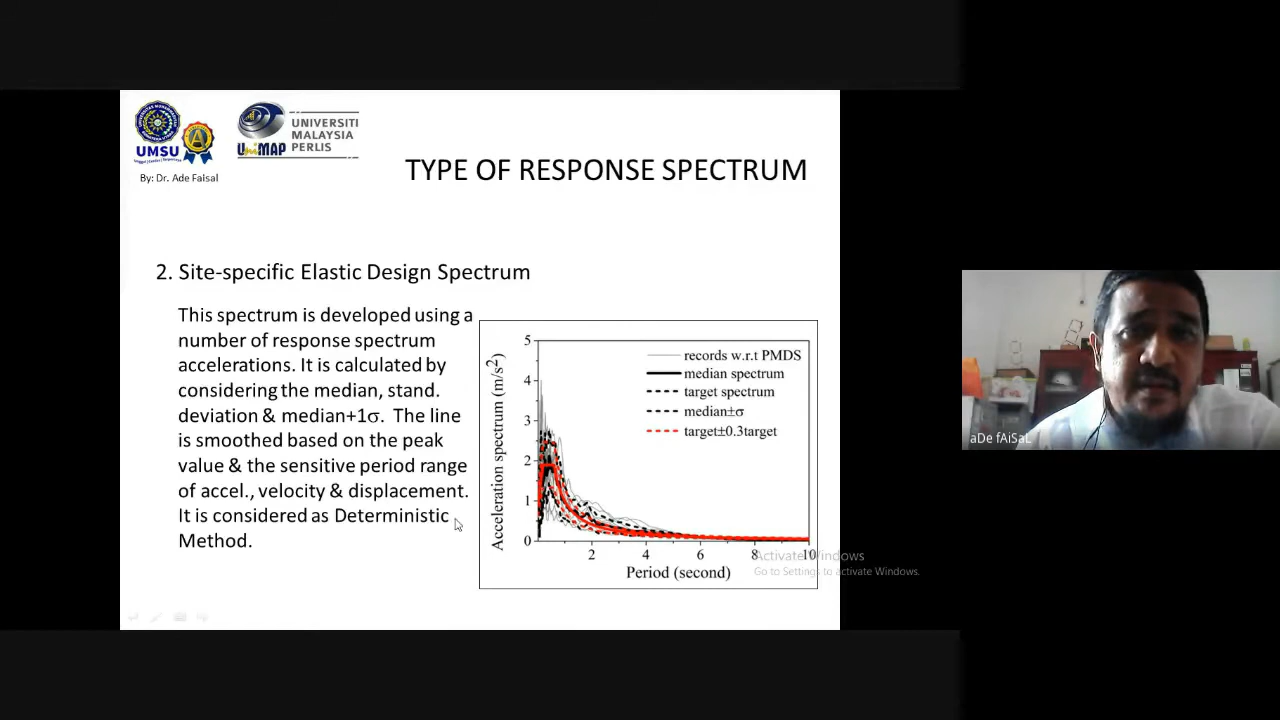 UMSU
UniMAP
UNIVERSITI
MALAYSIA
PERLIS
By: Dr. Ade Faisal
TYPE OF RESPONSE SPECTRUM
2. Site-specific Elastic Design Spectrum
This spectrum is developed using a
number of response spectrum
accelerations. It is calculated by
considering the median, stand.
deviation & median+1σ. The line
is smoothed based on the peak
value & the sensitive period range
of accel., velocity & displacement.
It is considered as Deterministic
Method.
Acceleration spectrum (m/s²)
5
4
3
2
1
0
records w.r.t PMDS
median spectrum
target spectrum
median±σ
target±0.3target
2 4 6 8 10
Period (second)
Activate Windows
Go to Settings to activate Windows.
aDe fAiSaL